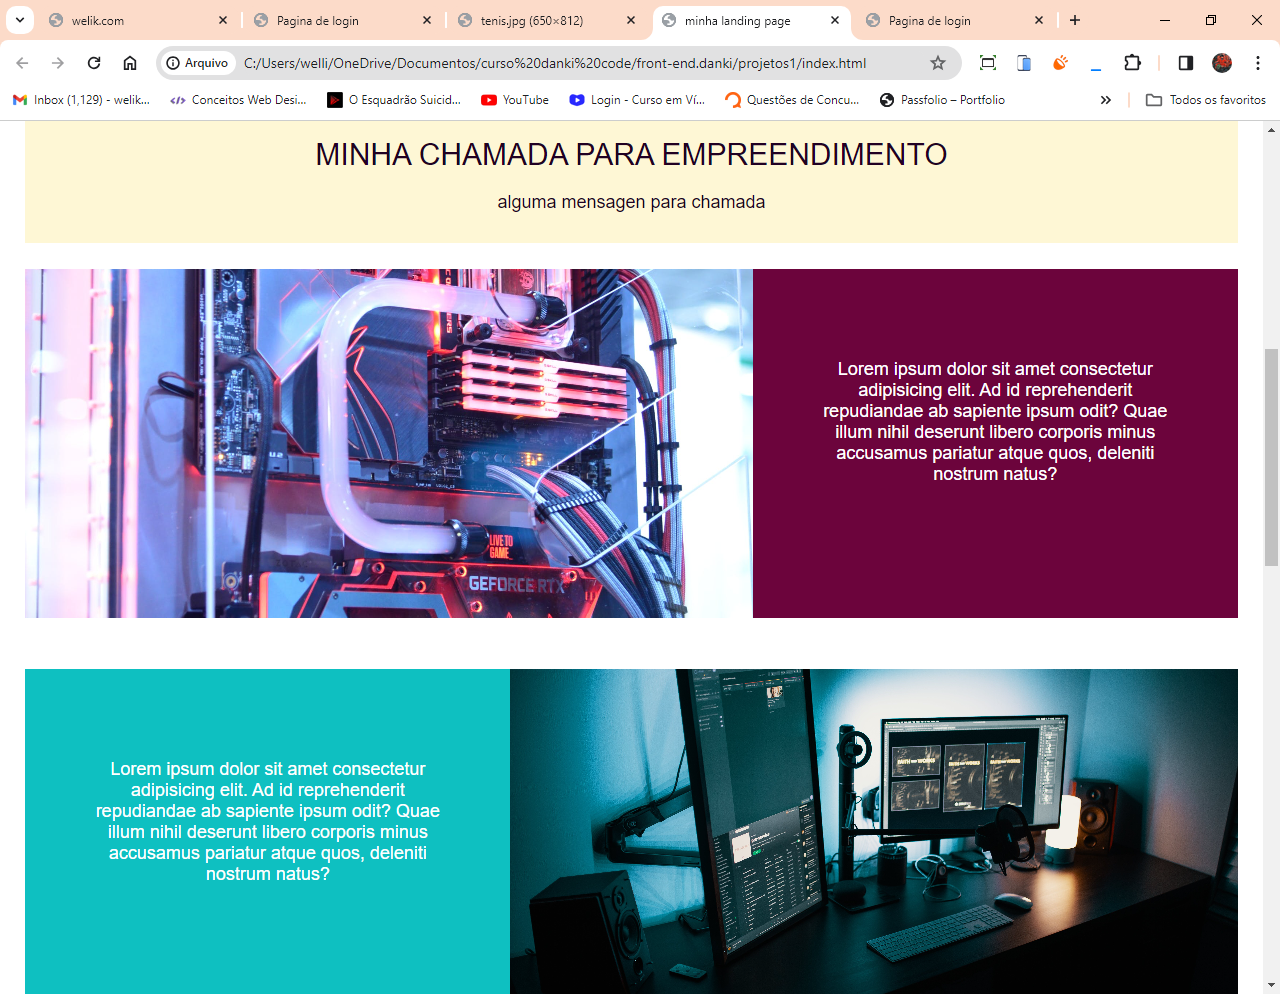 welik.com
Pagina de login
tenis.jpg (650×812)
minha landing page
Pagina de login
Arquivo
C:/Users/welli/OneDrive/Documentos/curso%20danki%20code/front-end.danki/projetos1/index.html
Inbox (1,129) - welik...
Conceitos Web Desi...
O Esquadrão Suicid...
YouTube
Login - Curso em Ví...
Questões de Concu...
Passfolio – Portfolio
Todos os favoritos
MINHA CHAMADA PARA EMPREENDIMENTO
alguma mensagen para chamada
Lorem ipsum dolor sit amet consectetur
adipisicing elit. Ad id reprehenderit
repudiandae ab sapiente ipsum odit? Quae
illum nihil deserunt libero corporis minus
accusamus pariatur atque quos, deleniti
nostrum natus?
LIVE TO
GAME
GEFORCE RTX
Lorem ipsum dolor sit amet consectetur
adipisicing elit. Ad id reprehenderit
repudiandae ab sapiente ipsum odit? Quae
illum nihil deserunt libero corporis minus
accusamus pariatur atque quos, deleniti
nostrum natus?